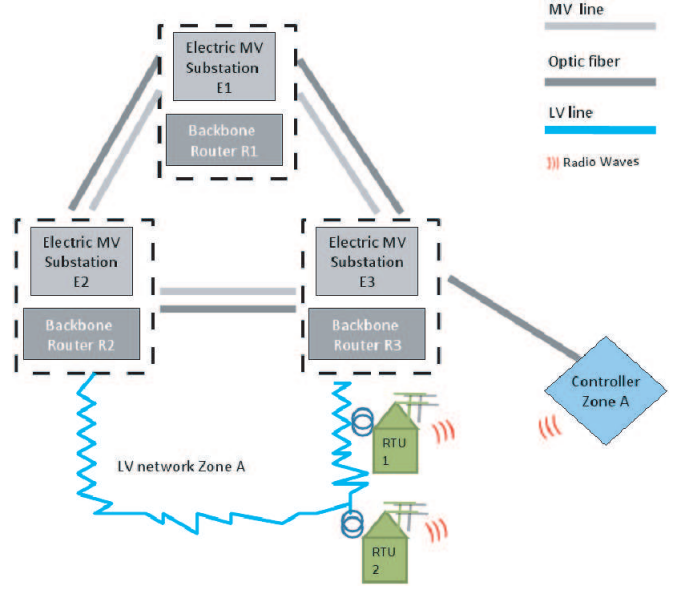 MV line
Optic fiber
LV line
Radio Waves
Electric MV
Substation
E1
Backbone
Router R1
Electric MV
Substation
E2
Backbone
Router R2
Electric MV
Substation
E3
Backbone
Router R3
Controller
Zone A
LV network Zone A
RTU
1
RTU
2